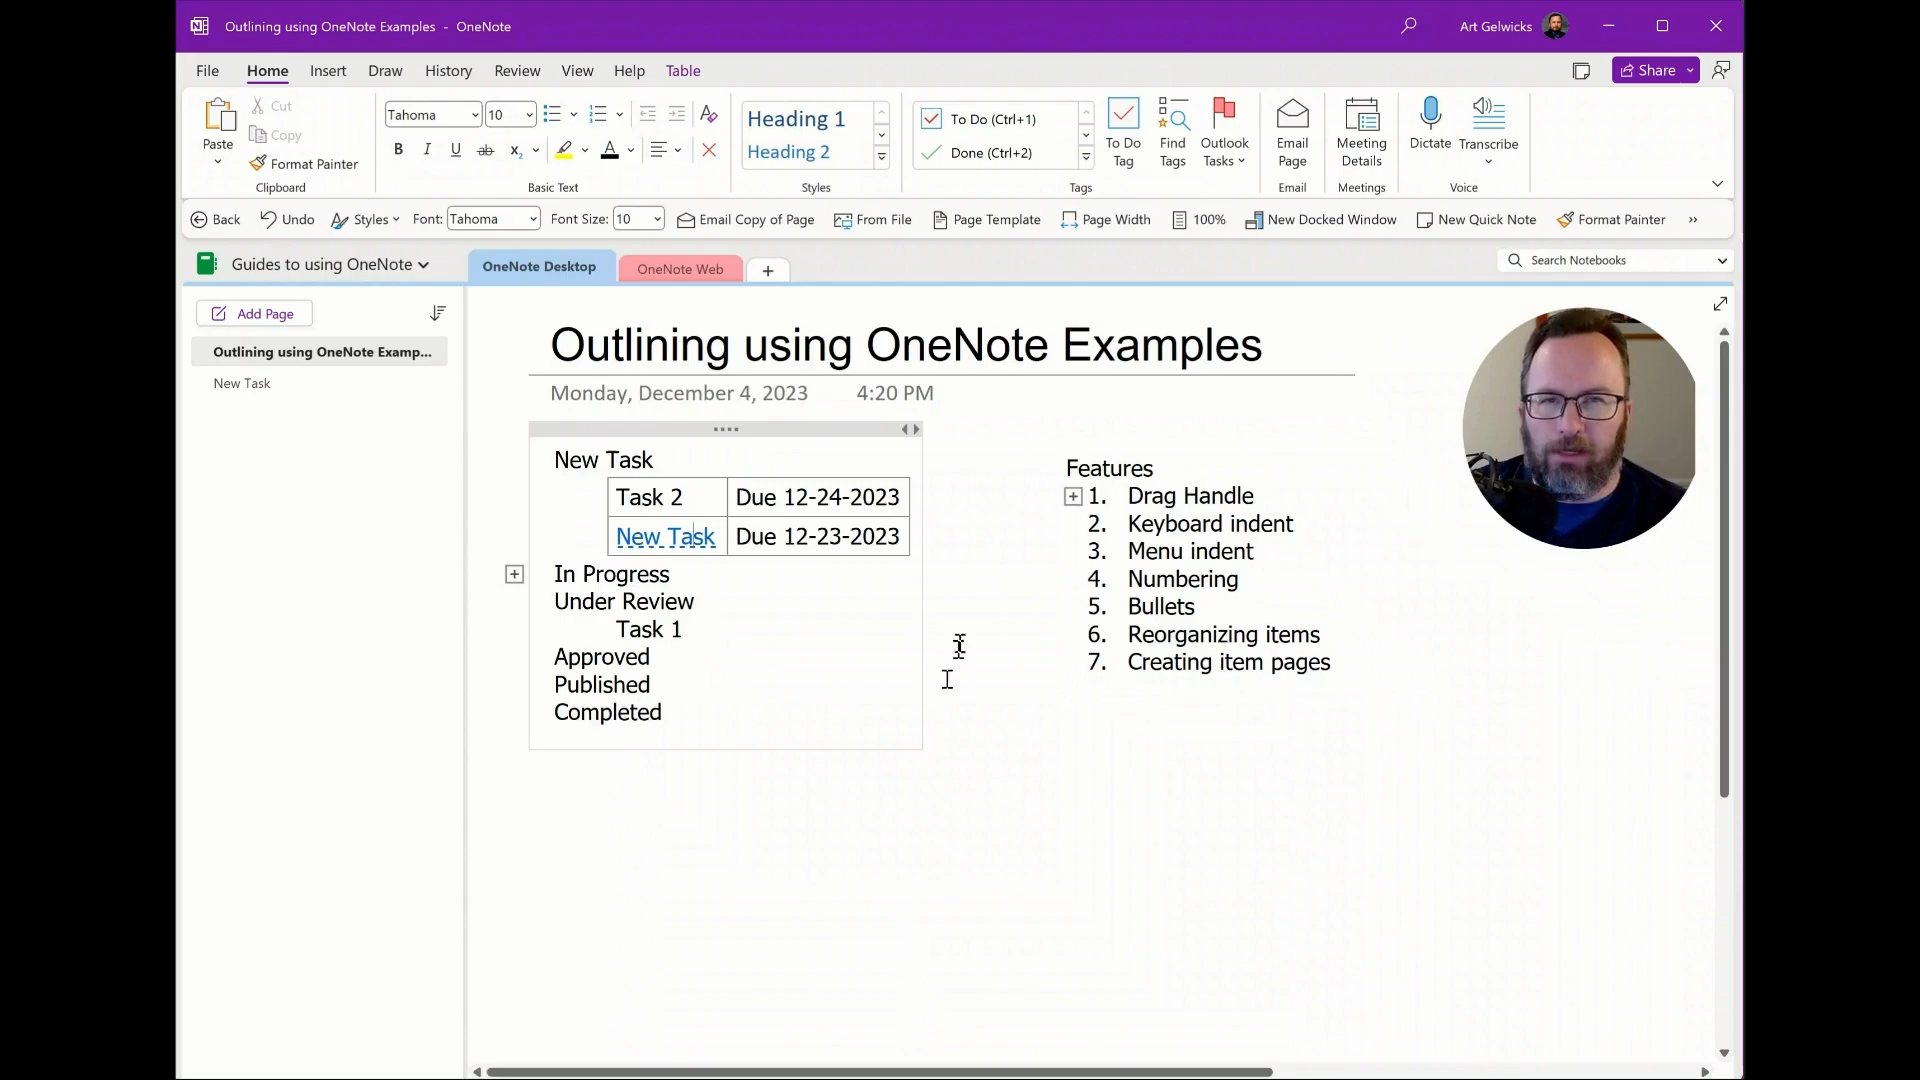 Outlining using OneNote Examples - OneNote
Art Gelwicks
File Home Insert Draw History Review View Help Table
Share
Paste
Cut
Copy
Format Painter
Clipboard
Tahoma 10
B I U ab x₂ A
Basic Text
Heading 1
Heading 2
Styles
To Do (Ctrl+1)
Done (Ctrl+2)
To Do Tag
Find Tags
Outlook Tasks
Tags
Email Page
Email
Meeting Details
Meetings
Dictate
Transcribe
Voice
Back Undo Styles Font: Tahoma Font Size: 10 Email Copy of Page From File Page Template Page Width 100% New Docked Window New Quick Note Format Painter
Guides to using OneNote
OneNote Desktop
OneNote Web
Search Notebooks
Add Page
Outlining using OneNote Examp...
New Task
Outlining using OneNote Examples
Monday, December 4, 2023 4:20 PM
New Task
Task 2 Due 12-24-2023
New Task Due 12-23-2023
In Progress
Under Review
Task 1
Approved
Published
Completed
Features
1. Drag Handle
2. Keyboard indent
3. Menu indent
4. Numbering
5. Bullets
6. Reorganizing items
7. Creating item pages